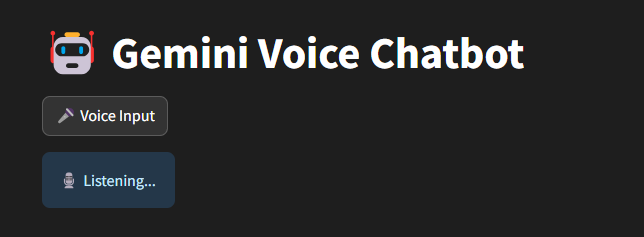 Gemini Voice Chatbot
Voice Input
Listening...